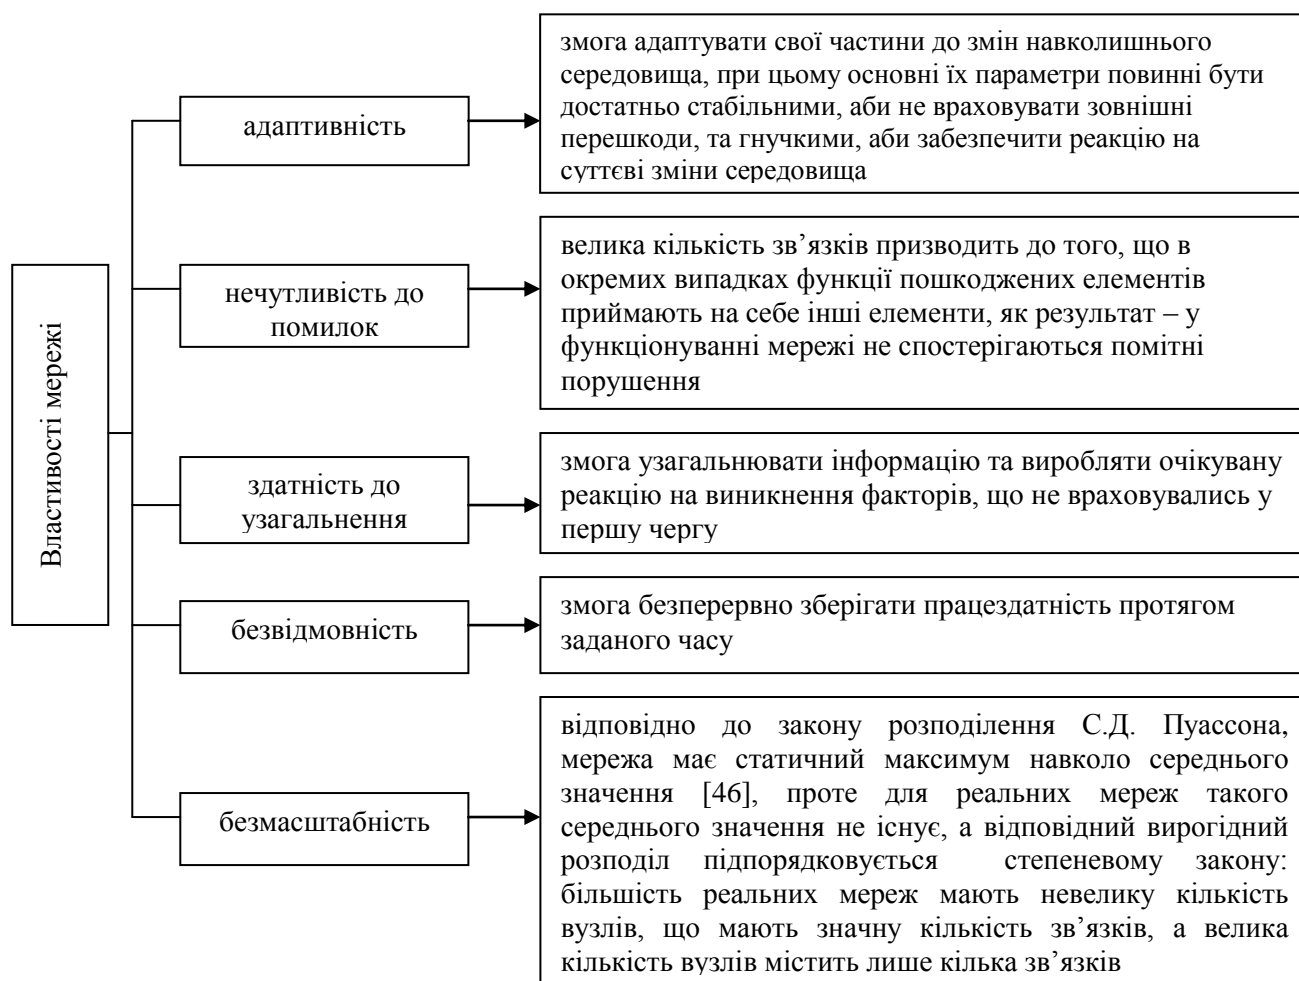 Властивості мережі
адаптивність
змога адаптувати свої частини до змін навколишнього
середовища, при цьому основні їх параметри повинні бути
достатньо стабільними, аби не враховувати зовнішні
перешкоди, та гнучкими, аби забезпечити реакцію на
суттєві зміни середовища
нечутливість до
помилок
велика кількість зв’язків призводить до того, що в
окремих випадках функції пошкоджених елементів
приймають на себе інші елементи, як результат – у
функціонуванні мережі не спостерігаються помітні
порушення
здатність до
узагальнення
змога узагальнювати інформацію та виробляти очікувану
реакцію на виникнення факторів, що не враховувались у
першу чергу
безвідмовність
змога безперервно зберігати працездатність протягом
заданого часу
безмасштабність
відповідно до закону розподілення С.Д. Пуассона,
мережа має статичний максимум навколо середнього
значення [46], проте для реальних мереж такого
середнього значення не існує, а відповідний вирогідний
розподіл підпорядковується степеневому закону:
більшість реальних мереж мають невелику кількість
вузлів, що мають значну кількість зв’язків, а велика
кількість вузлів містить лише кілька зв’язків